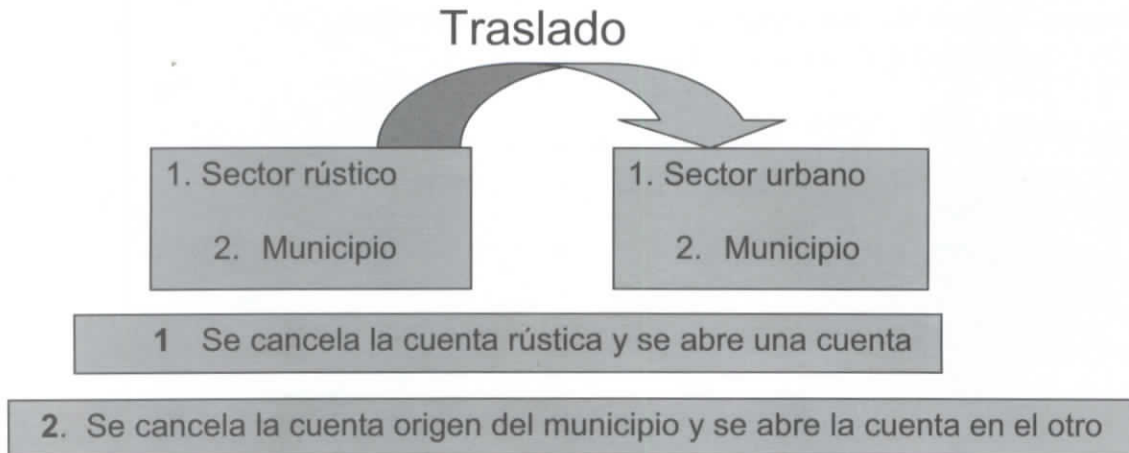 Traslado
1. Sector rústico
2. Municipio
1. Sector urbano
2. Municipio
1 Se cancela la cuenta rústica y se abre una cuenta
2. Se cancela la cuenta origen del municipio y se abre la cuenta en el otro